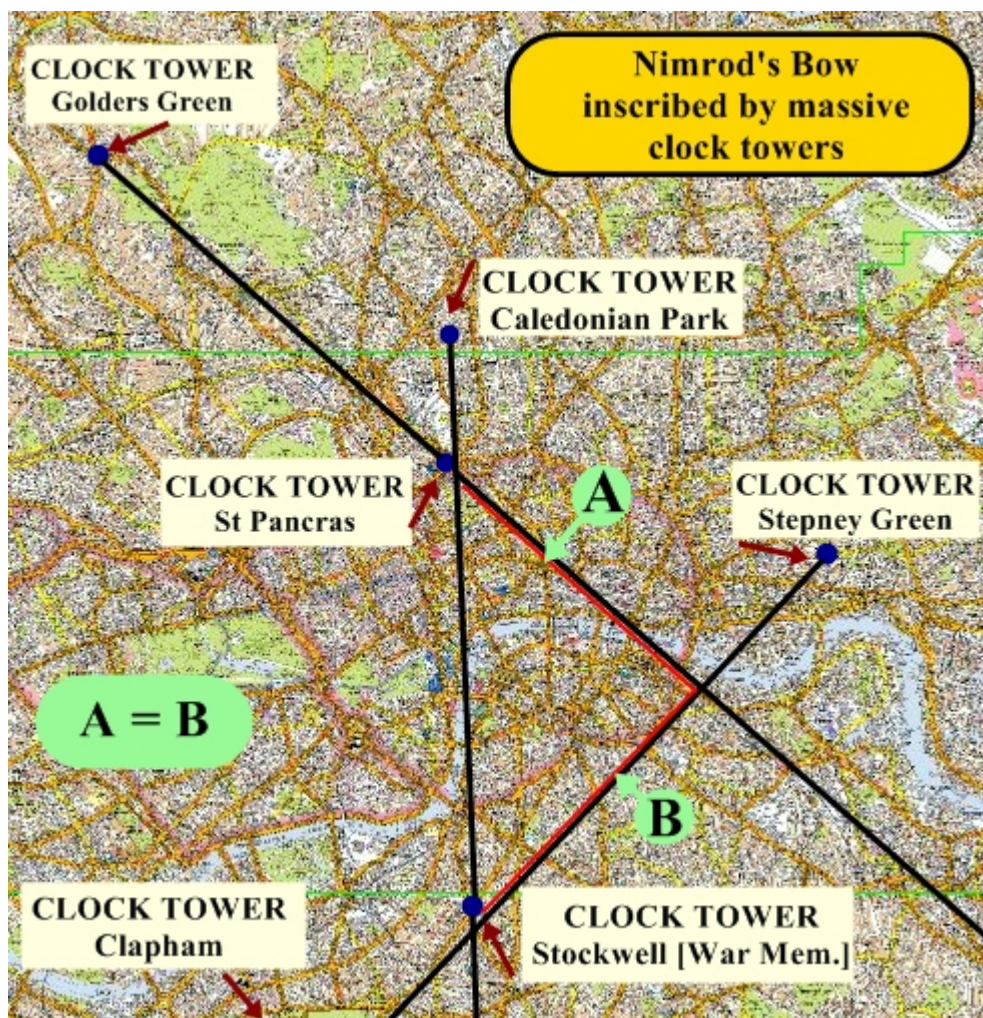 CLOCK TOWER
Golders Green
Nimrod's Bow
inscribed by massive
clock towers
CLOCK TOWER
Caledonian Park
CLOCK TOWER
St Pancras
A
CLOCK TOWER
Stepney Green
A = B
B
CLOCK TOWER
Clapham
CLOCK TOWER
Stockwell [War Mem.]